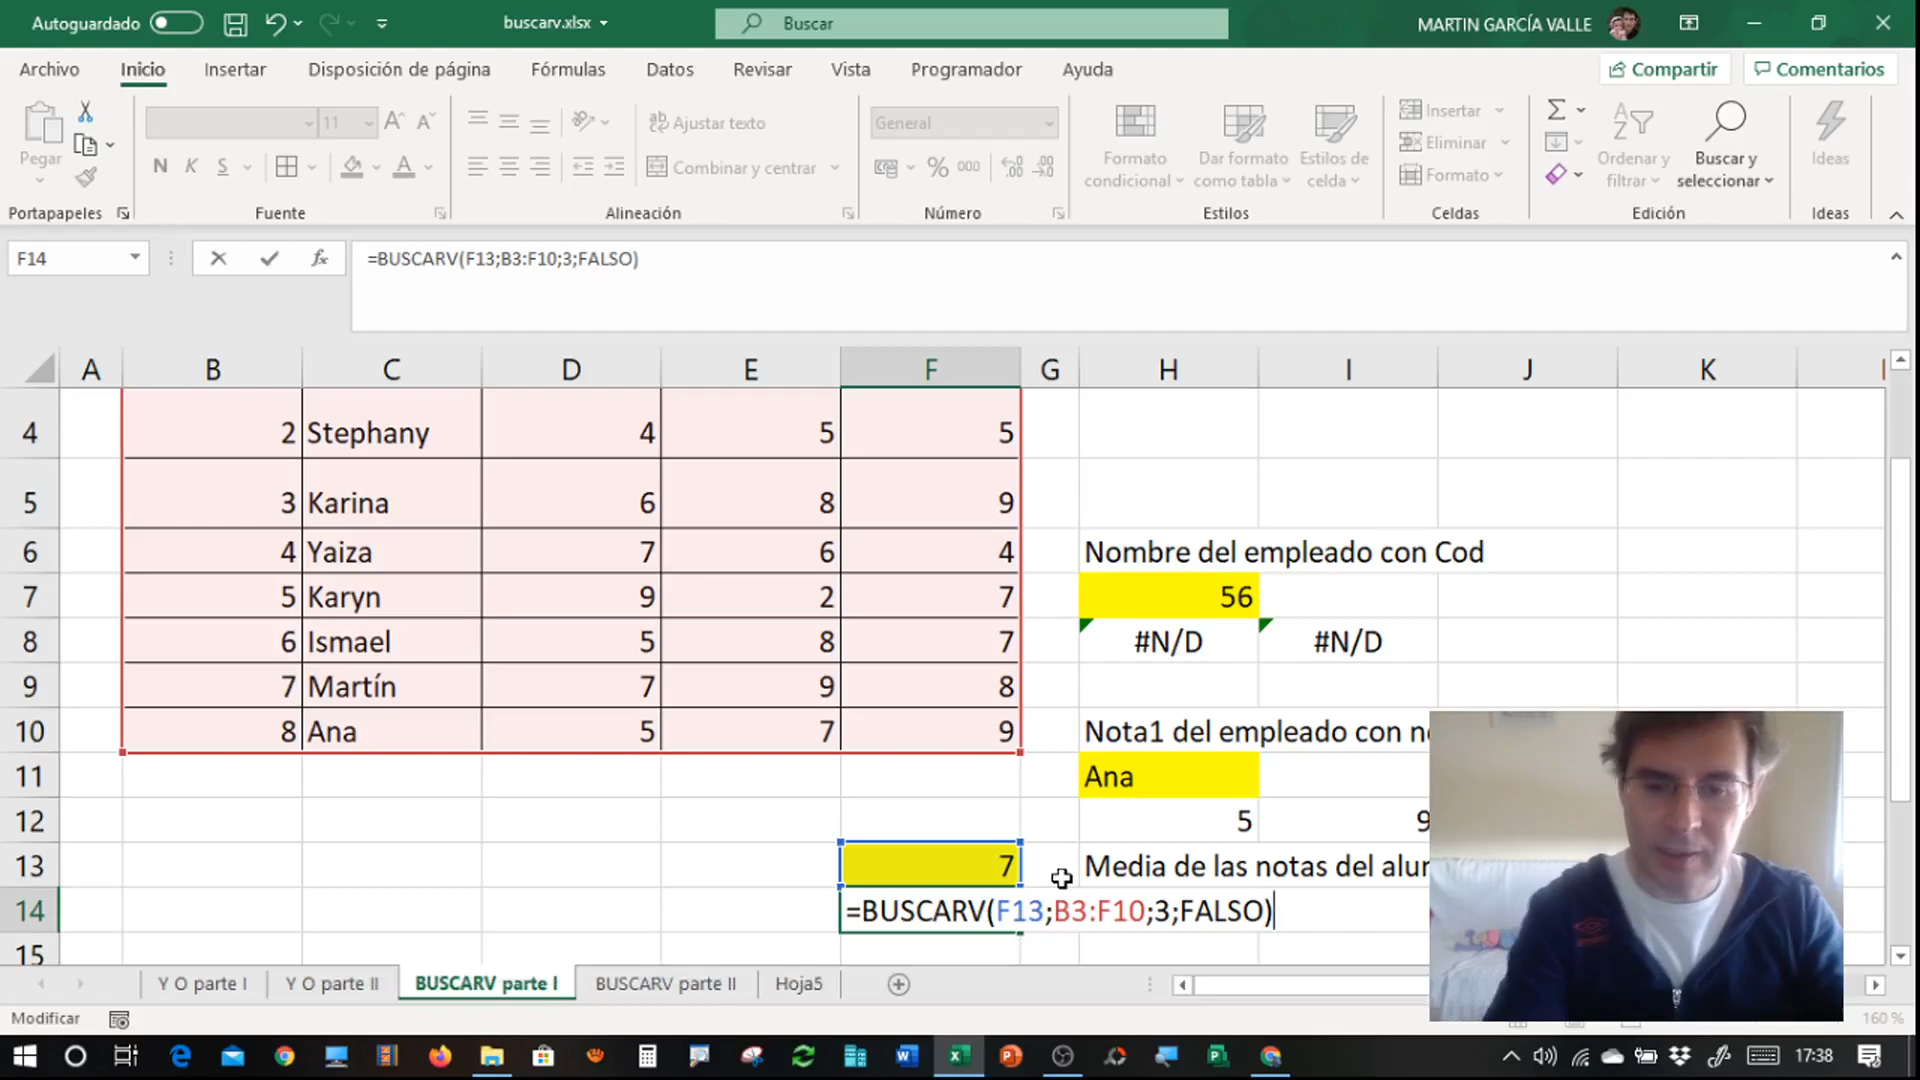 Autoguardado
buscarv.xlsx
Buscar
MARTIN GARCÍA VALLE
Archivo
Inicio
Insertar
Disposición de página
Fórmulas
Datos
Revisar
Vista
Programador
Ayuda
Compartir
Comentarios
Pegar
11
N K S
Ajustar texto
Combinar y centrar
General
% 000
Formato condicional
Dar formato como tabla
Estilos de celda
Insertar
Eliminar
Formato
Ordenar y filtrar
Buscar y seleccionar
Ideas
Portapapeles
Fuente
Alineación
Número
Estilos
Celdas
Edición
Ideas
F14
fx
=BUSCARV(F13;B3:F10;3;FALSO)
A B C D E F G H I J K
4 2 Stephany 4 5 5
5 3 Karina 6 8 9
6 4 Yaiza 7 6 4 Nombre del empleado con Cod
7 5 Karyn 9 2 7 56
8 6 Ismael 5 8 7 #N/D #N/D
9 7 Martín 7 9 8
10 8 Ana 5 7 9 Nota1 del empleado con
11 Ana
12 5 9
13 7 Media de las notas del
14 =BUSCARV(F13;B3:F10;3;FALSO)
15
Y O parte I
Y O parte II
BUSCARV parte I
BUSCARV parte II
Hoja5
Modificar
160 %
17:38